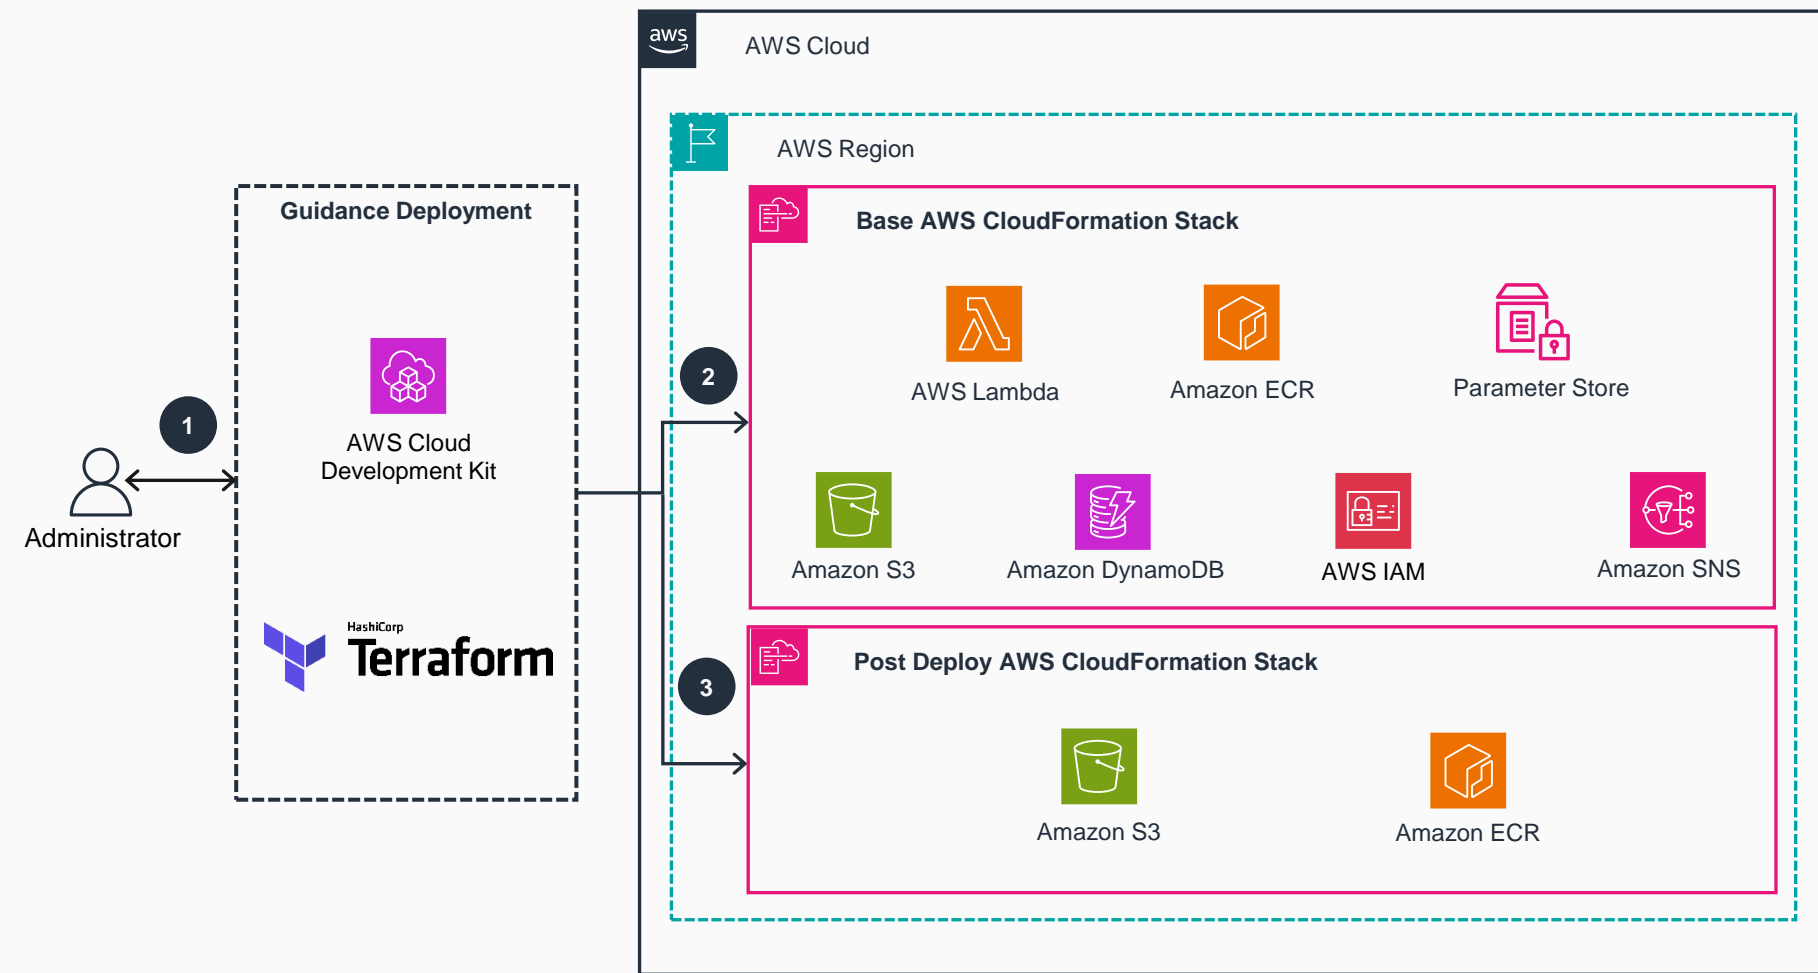 aws
AWS Cloud
AWS Region
Guidance Deployment
Base AWS CloudFormation Stack
AWS Lambda
Amazon ECR
Parameter Store
2
1
AWS Cloud
Development Kit
Administrator
Amazon S3
Amazon DynamoDB
AWS IAM
Amazon SNS
HashiCorp
Terraform
Post Deploy AWS CloudFormation Stack
3
Amazon S3
Amazon ECR